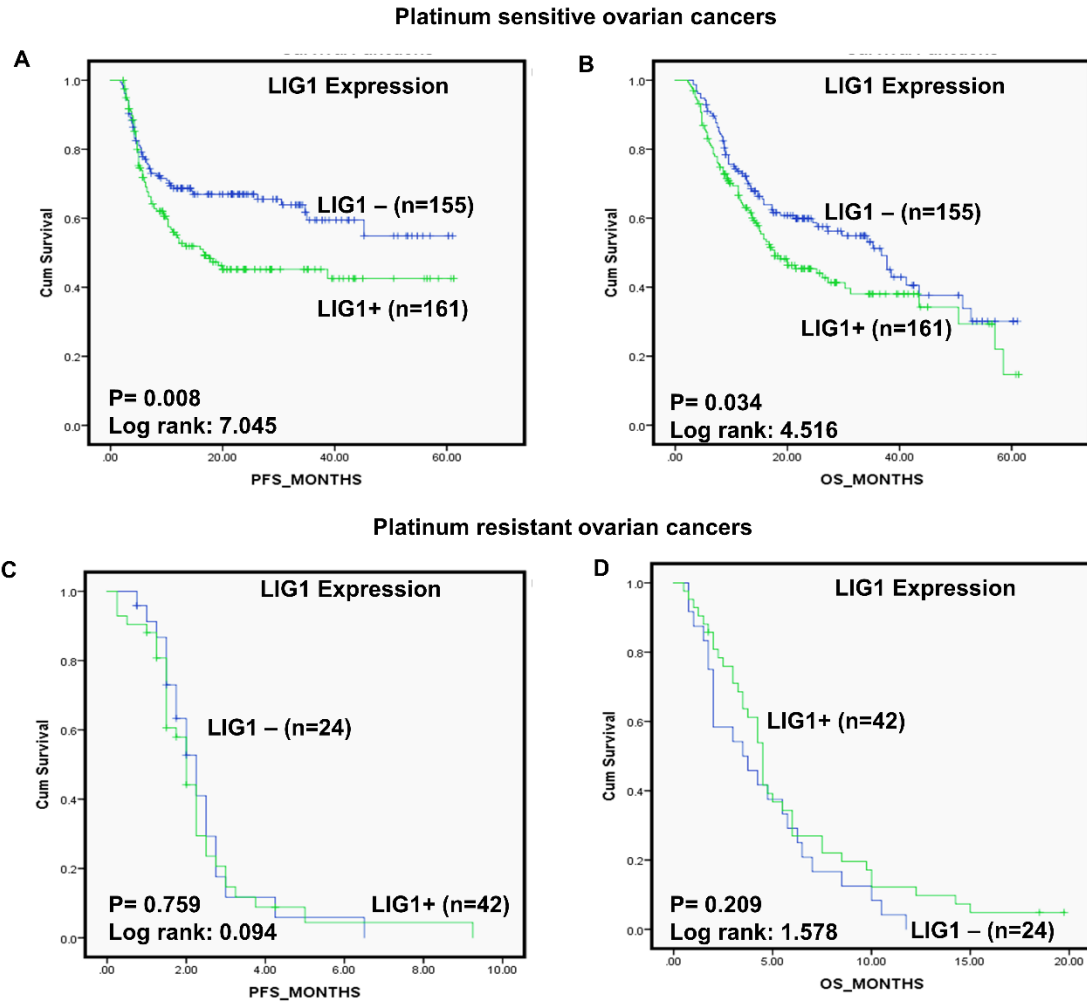 Platinum sensitive ovarian cancers
A
LIG1 Expression
1.0
0.8
0.6
0.4
0.2
0.0
Cum Survival
LIG1 – (n=155)
LIG1+ (n=161)
P= 0.008
Log rank: 7.045
.00 20.00 40.00 60.00
PFS_MONTHS
B
LIG1 Expression
1.0
0.8
0.6
0.4
0.2
0.0
Cum Survival
LIG1 – (n=155)
LIG1+ (n=161)
P= 0.034
Log rank: 4.516
.00 20.00 40.00 60.00
OS_MONTHS
Platinum resistant ovarian cancers
C
LIG1 Expression
1.0
0.8
0.6
0.4
0.2
0.0
Cum Survival
LIG1 – (n=24)
LIG1+ (n=42)
P= 0.759
Log rank: 0.094
.00 2.00 4.00 6.00 8.00 10.00
PFS_MONTHS
D
LIG1 Expression
1.0
0.8
0.6
0.4
0.2
0.0
Cum Survival
LIG1+ (n=42)
P= 0.209
LIG1 – (n=24)
Log rank: 1.578
.00 5.00 10.00 15.00 20.00
OS_MONTHS